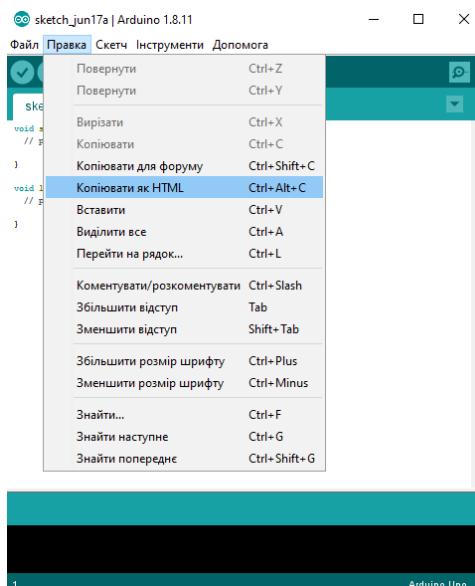 sketch_jun17a | Arduino 1.8.11
Файл Правка Скетч Інструменти Допомога
Повернути Ctrl+Z
Повернути Ctrl+Y
ske
Вирізати Ctrl+X
void s
Копіювати Ctrl+C
// p
Копіювати для форуму Ctrl+Shift+C
}
Копіювати як HTML Ctrl+Alt+C
void l
// p
Вставити Ctrl+V
}
Виділити все Ctrl+A
Перейти на рядок... Ctrl+L
Коментувати/розкоментувати Ctrl+Slash
Збільшити відступ Tab
Зменшити відступ Shift+Tab
Збільшити розмір шрифту Ctrl+Plus
Зменшити розмір шрифту Ctrl+Minus
Знайти... Ctrl+F
Знайти наступне Ctrl+G
Знайти попереднє Ctrl+Shift+G
1 Arduino Uno